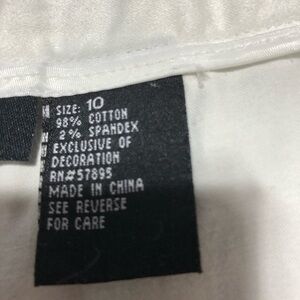 SIZE: 10
98% COTTON
2% SPANDEX
EXCLUSIVE OF
DECORATION
RN#57895
MADE IN CHINA
SEE REVERSE
FOR CARE